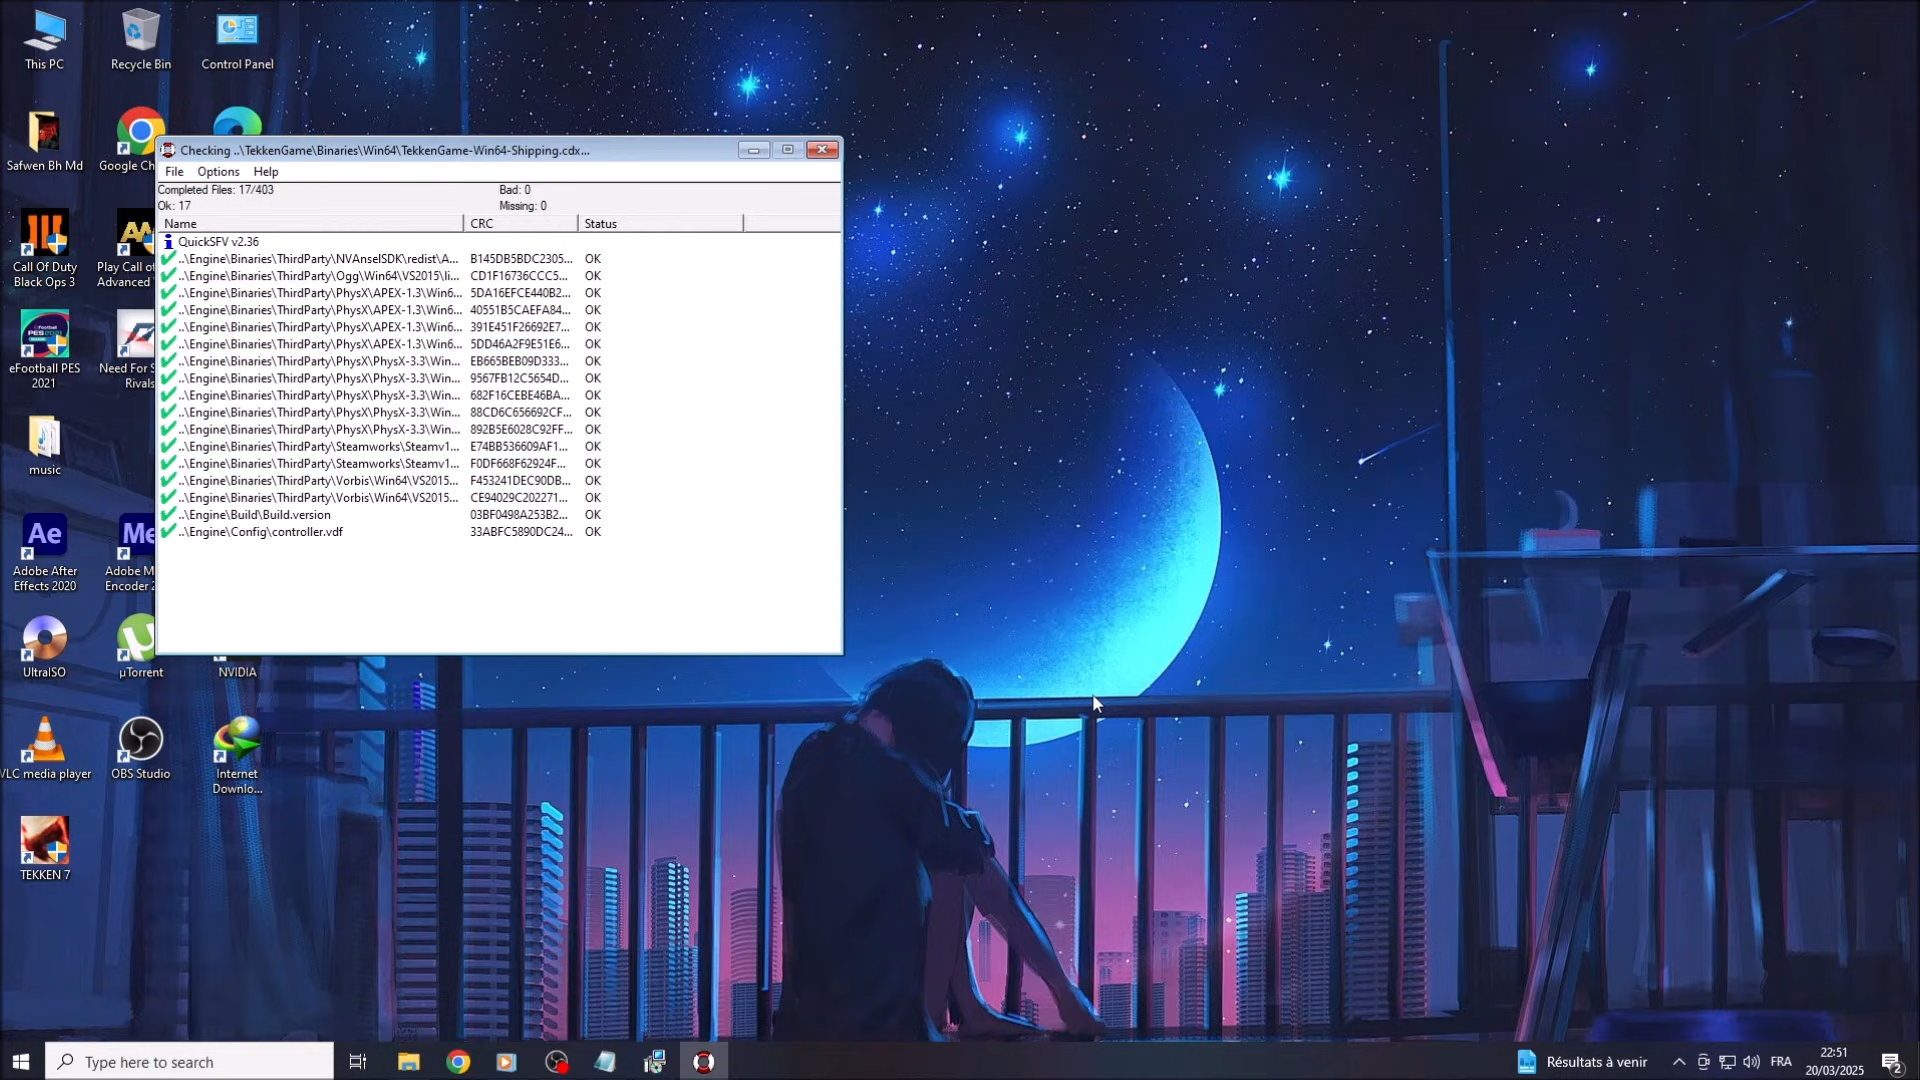 This PC
Recycle Bin
Control Panel
Safwen Bh Md
Google Ch
Call Of Duty
Black Ops 3
Play Call of
Advanced
eFootball PES
2021
Need For S
Rivals
music
Adobe After
Effects 2020
Adobe M
Encoder 2
UltraISO
µTorrent
NVIDIA
VLC media player
OBS Studio
Internet
Downlo...
TEKKEN 7
Checking ..\TekkenGame\Binaries\Win64\TekkenGame-Win64-Shipping.cdx...
File Options Help
Completed Files: 17/403 Bad: 0
Ok: 17 Missing: 0
Name CRC Status
QuickSFV v2.36
..\Engine\Binaries\ThirdParty\NVAnselSDK\redist\A... B145DB5BDC2305... OK
..\Engine\Binaries\ThirdParty\Ogg\Win64\VS2015\li... CD1F16736CCC5... OK
..\Engine\Binaries\ThirdParty\PhysX\APEX-1.3\Win6... 5DA16EFCE440B2... OK
..\Engine\Binaries\ThirdParty\PhysX\APEX-1.3\Win6... 40551B5CAEFA84... OK
..\Engine\Binaries\ThirdParty\PhysX\APEX-1.3\Win6... 391E451F26692E7... OK
..\Engine\Binaries\ThirdParty\PhysX\APEX-1.3\Win6... 5DD46A2F9E51E6... OK
..\Engine\Binaries\ThirdParty\PhysX\PhysX-3.3\Win... EB665BEB09D333... OK
..\Engine\Binaries\ThirdParty\PhysX\PhysX-3.3\Win... 9567FB12C5654D... OK
..\Engine\Binaries\ThirdParty\PhysX\PhysX-3.3\Win... 682F16CEBE46BA... OK
..\Engine\Binaries\ThirdParty\PhysX\PhysX-3.3\Win... 88CD6C656692CF... OK
..\Engine\Binaries\ThirdParty\PhysX\PhysX-3.3\Win... 892B5E6028C92FF... OK
..\Engine\Binaries\ThirdParty\Steamworks\Steamv1... E74BB536609AF1... OK
..\Engine\Binaries\ThirdParty\Steamworks\Steamv1... F0DF668F62924F... OK
..\Engine\Binaries\ThirdParty\Vorbis\Win64\VS2015... F453241DEC90DB... OK
..\Engine\Binaries\ThirdParty\Vorbis\Win64\VS2015... CE94029C202271... OK
..\Engine\Build\Build.version 03BF0498A253B2... OK
..\Engine\Config\controller.vdf 33ABFC5890DC24... OK
Type here to search
Résultats à venir
FRA
22:51
20/03/2025
2